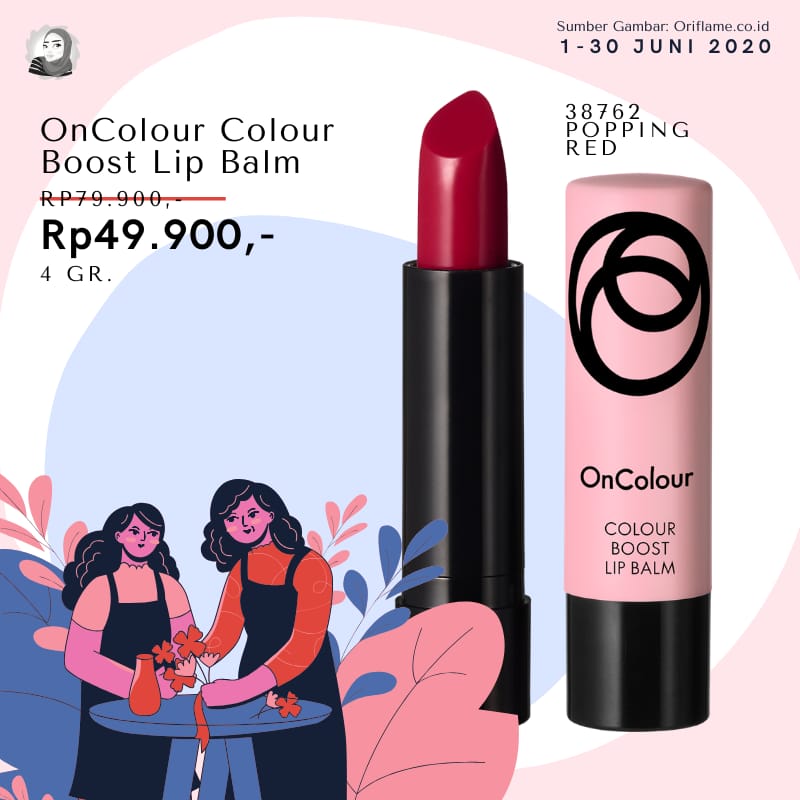 Sumber Gambar: Oriflame.co.id
1-30 JUNI 2020
OnColour Colour
Boost Lip Balm
RP79.900,-
Rp49.900,-
4 GR.
38762
POPPING
RED
OnColour
COLOUR
BOOST
LIP BALM